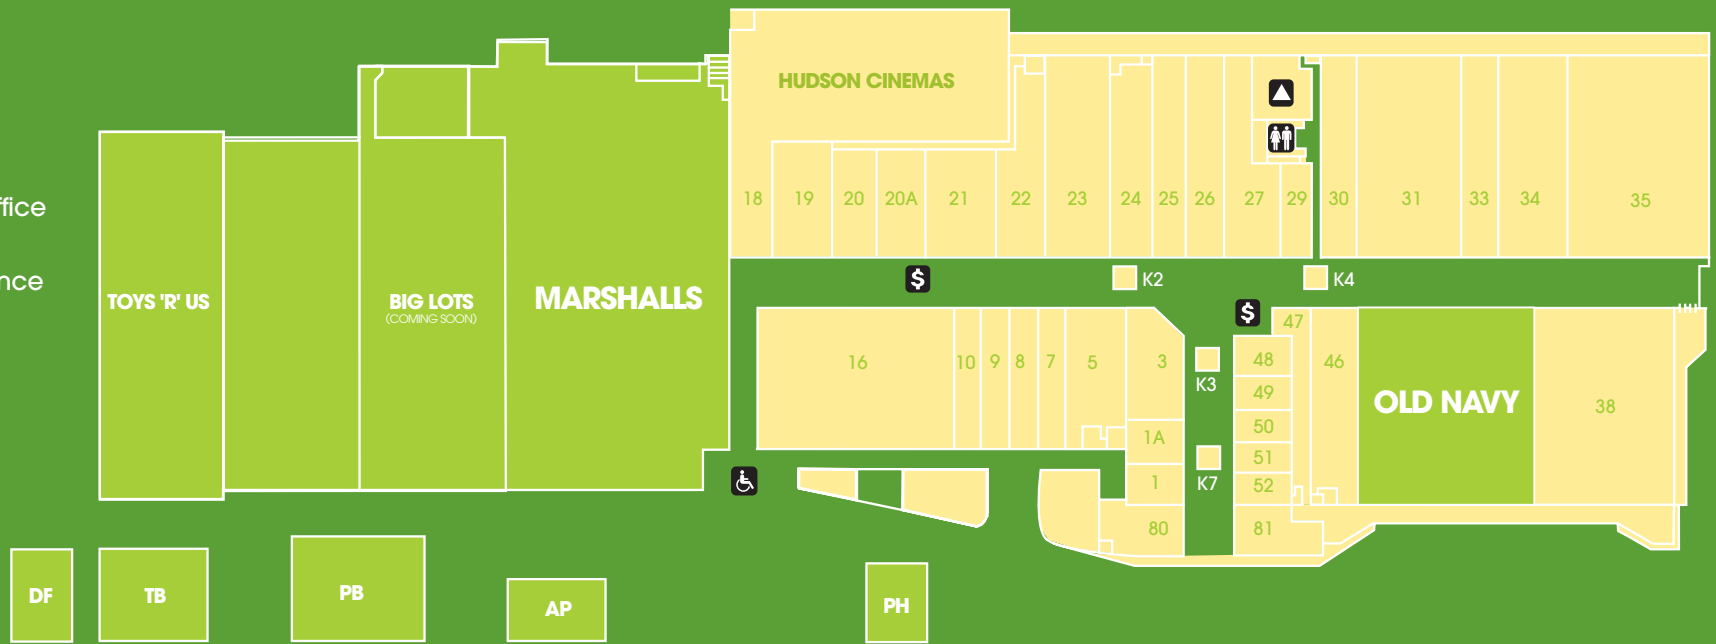 HUDSON CINEMAS
18
19
20
20A
21
22
23
24
25
26
27
29
30
31
33
34
35
ffice
nce
$
K2
K4
TOYS 'R' US
BIG LOTS
(COMING SOON)
MARSHALLS
$
47
16
10
9
8
7
5
3
K3
48
46
49
OLD NAVY
38
50
1A
51
1
K7
52
80
81
DF
TB
PB
AP
PH